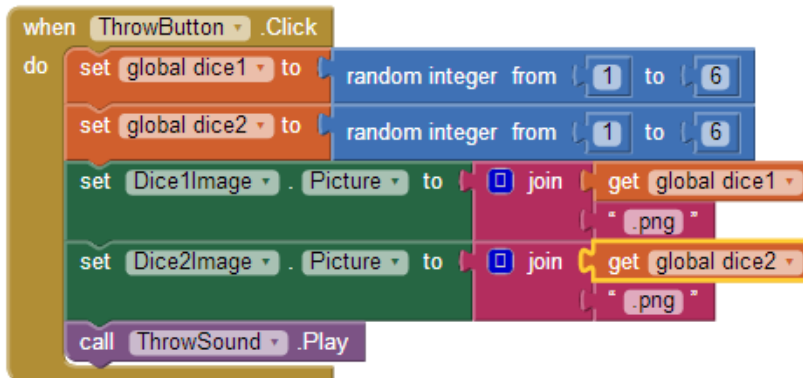 when ThrowButton .Click
do set global dice1 to random integer from 1 to 6
set global dice2 to random integer from 1 to 6
set Dice1Image . Picture to join get global dice1
" .png "
set Dice2Image . Picture to join get global dice2
" .png "
call ThrowSound .Play